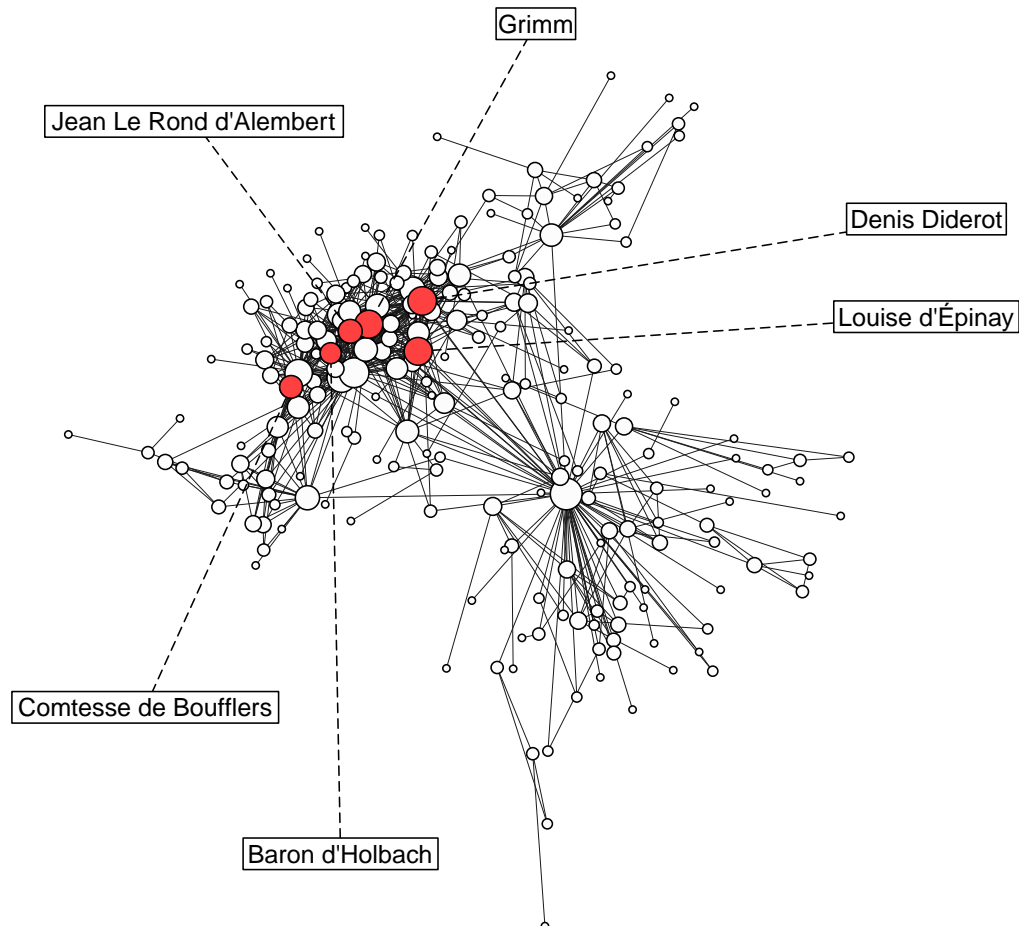 Grimm
Jean Le Rond d'Alembert
Denis Diderot
Louise d'Épinay
Comtesse de Boufflers
Baron d'Holbach